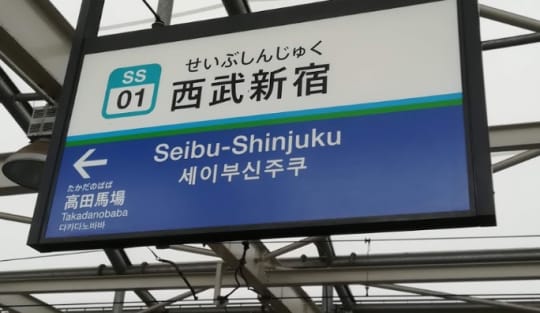 SS
01
せいぶしんじゅく
西武新宿
Seibu-Shinjuku
세이부신주쿠
たかだのばば
高田馬場
Takadanobaba
다카다노바바